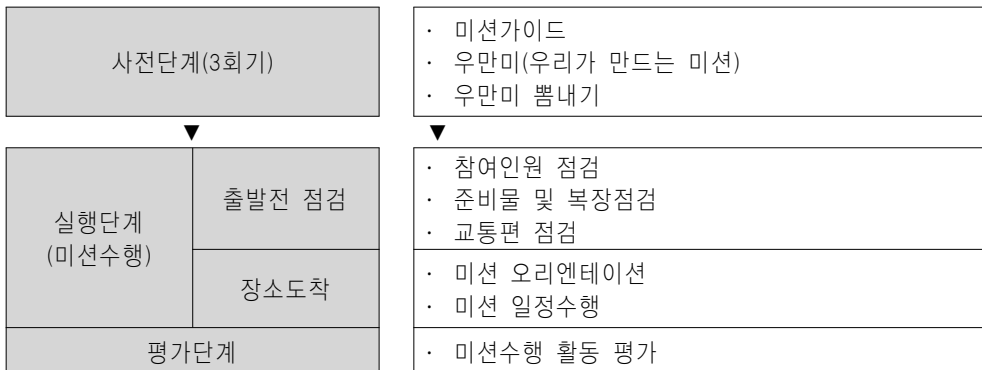 사전단계(3회기)
· 미션가이드
· 우만미(우리가 만드는 미션)
· 우만미 뽐내기
▼ ▼
실행단계
(미션수행)
출발전 점검
· 참여인원 점검
· 준비물 및 복장점검
· 교통편 점검
장소도착
· 미션 오리엔테이션
· 미션 일정수행
평가단계
· 미션수행 활동 평가